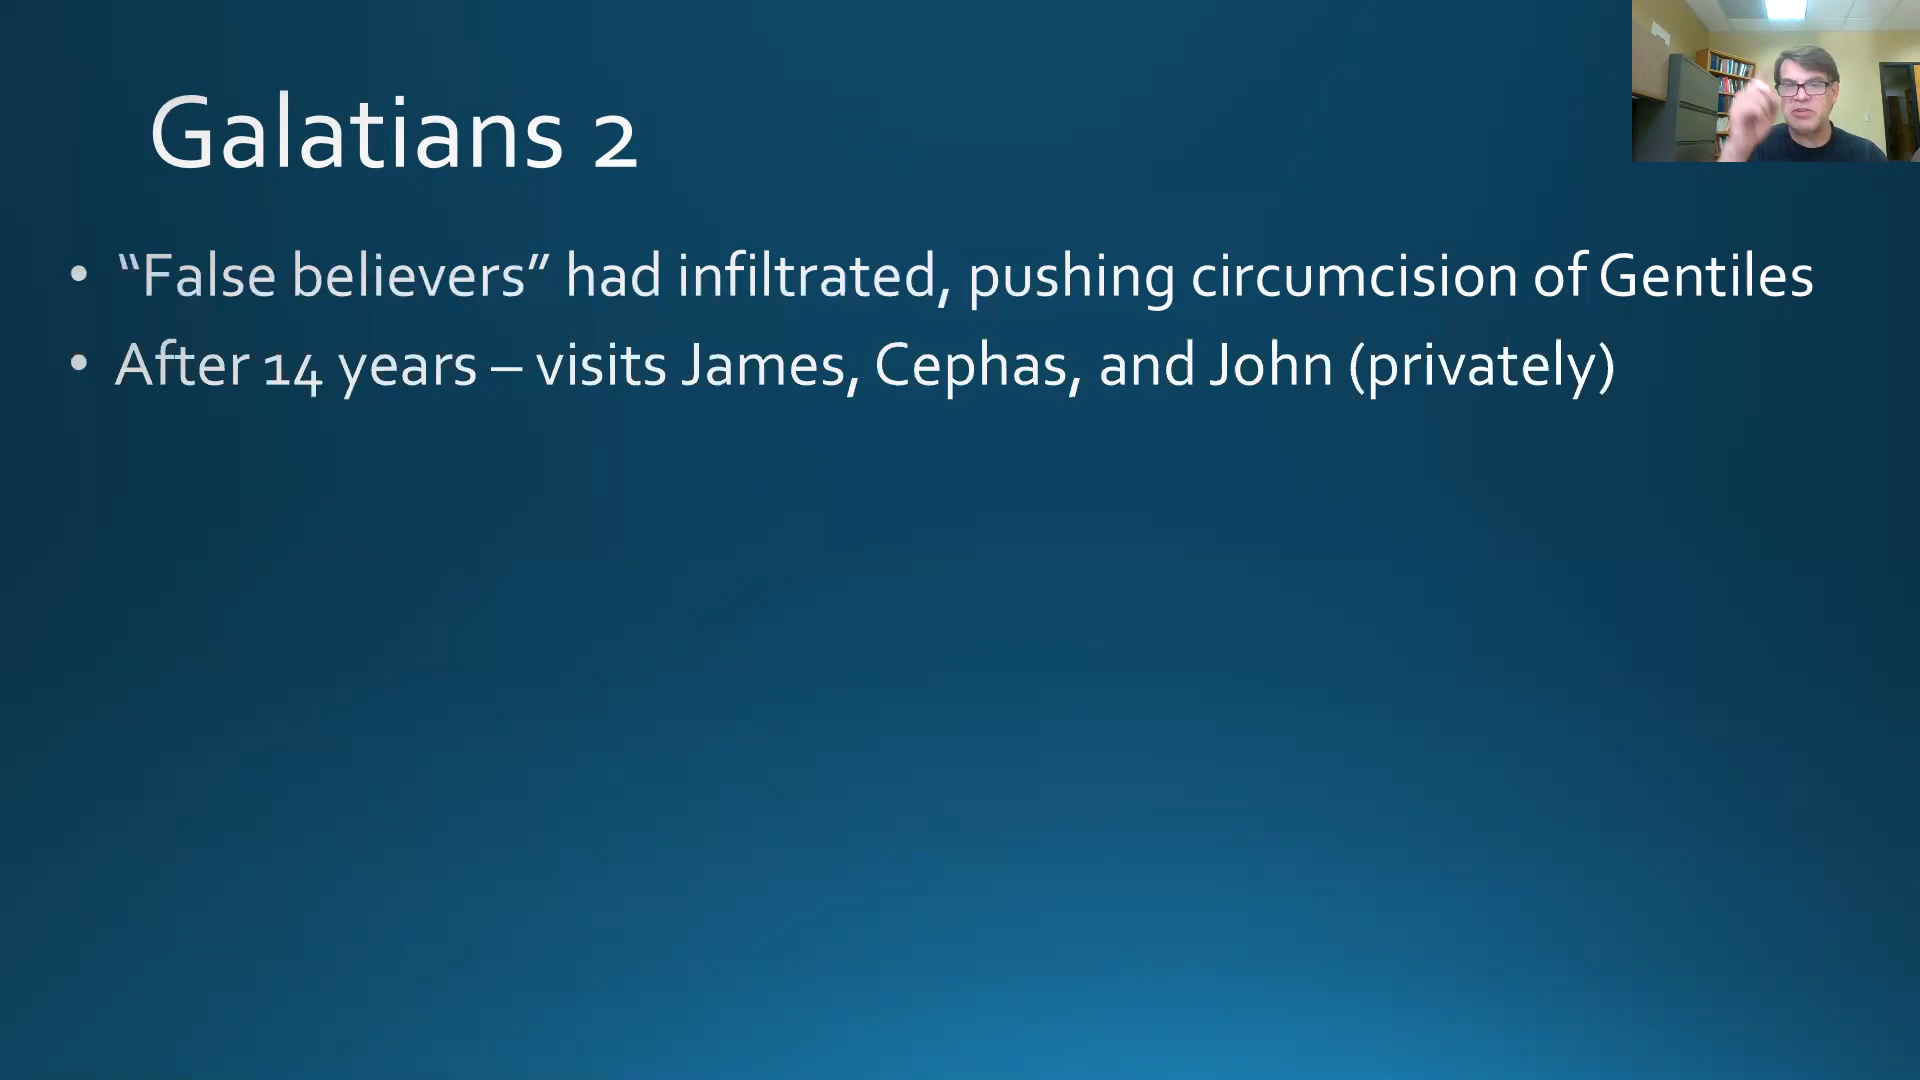 Galatians 2
• “False believers” had infiltrated, pushing circumcision of Gentiles
• After 14 years – visits James, Cephas, and John (privately)